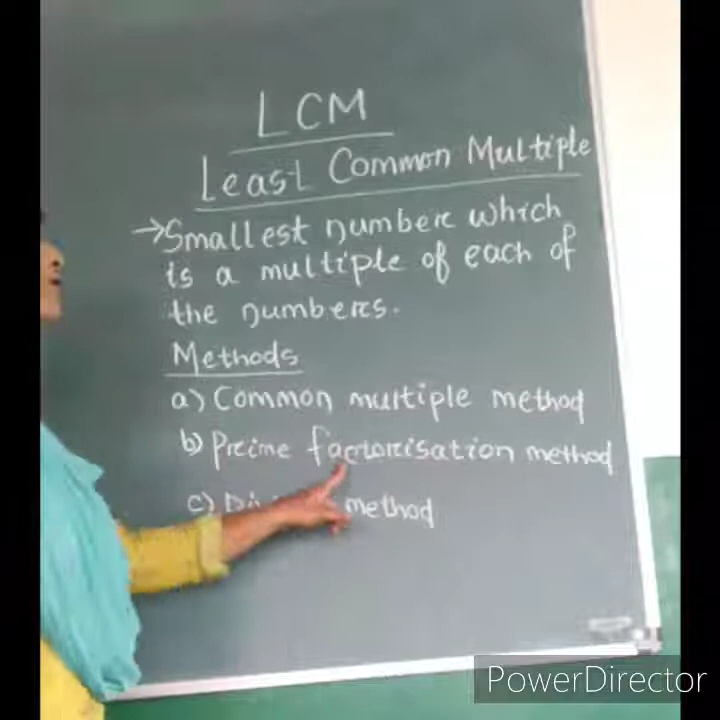 LCM
Least Common Multiple
→Smallest number which
is a multiple of each of
the numbers.
Methods
a) Common multiple method
b) Prime factorisation method
c) method
PowerDirector